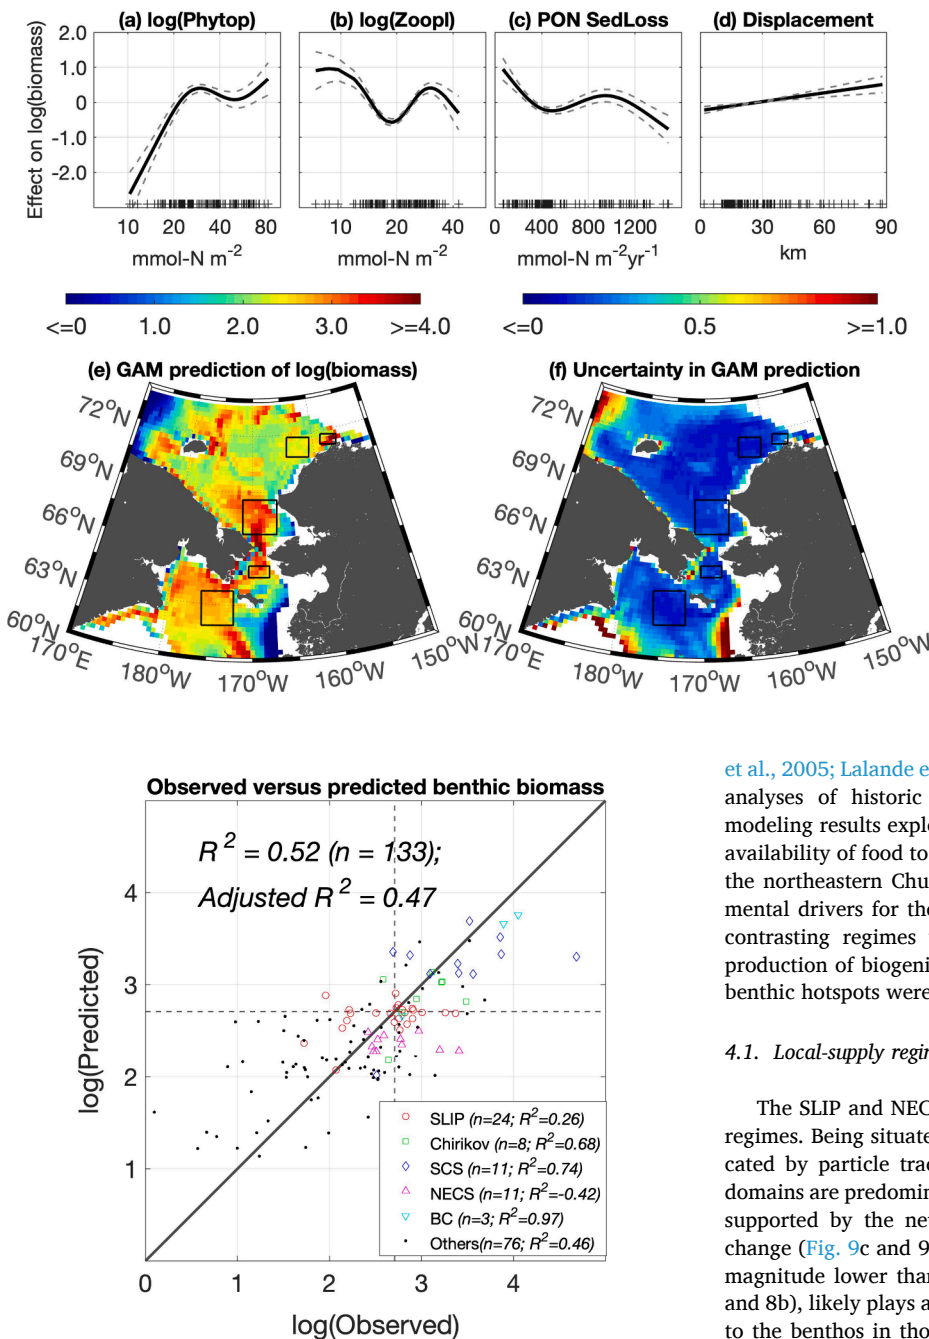 (a) log(Phytop)
(b) log(Zoopl)
(c) PON SedLoss
(d) Displacement
Effect on log(biomass)
2.0
1.0
0
-1.0
-2.0
10 20 40 80
10 20 40
0 400 800 1200
0 30 60 90
mmol-N m⁻²
mmol-N m⁻²
mmol-N m⁻²yr⁻¹
km
<=0 1.0 2.0 3.0 >=4.0
<=0 0.5 >=1.0
(e) GAM prediction of log(biomass)
72°N
69°N
66°N
63°N
60°N
170°E
180°W
170°W
160°W
150°W
(f) Uncertainty in GAM prediction
72°N
69°N
66°N
63°N
60°N
170°E
180°W
170°W
160°W
150°W
Observed versus predicted benthic biomass
R² = 0.52 (n = 133);
Adjusted R² = 0.47
log(Predicted)
4
3
2
1
SLIP (n=24; R²=0.26)
Chirikov (n=8; R²=0.68)
SCS (n=11; R²=0.74)
NECS (n=11; R²=-0.42)
BC (n=3; R²=0.97)
Others(n=76; R²=0.46)
0 1 2 3 4
log(Observed)
et al., 2005; Lalande e
analyses of historic
modeling results explo
availability of food to
the northeastern Chu
mental drivers for the
contrasting regimes
production of biogeni
benthic hotspots were
4.1. Local-supply regin
The SLIP and NEC
regimes. Being situate
cated by particle trac
domains are predomin
supported by the ne
change (Fig. 9c and 9
magnitude lower than
and 8b), likely plays a
to the benthos in tho